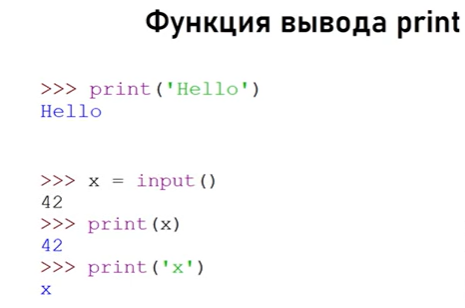 Функция вывода print
>>> print('Hello')
Hello
>>> x = input()
42
>>> print(x)
42
>>> print('x')
x